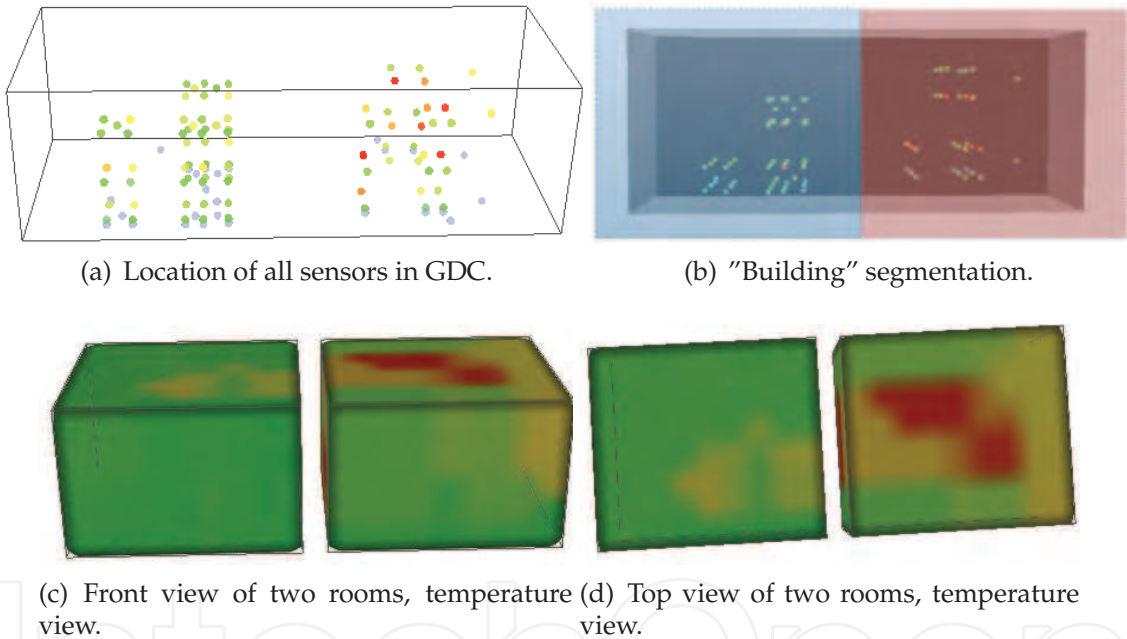 (a) Location of all sensors in GDC.
(b) ”Building” segmentation.
(c) Front view of two rooms, temperature view.
(d) Top view of two rooms, temperature view.